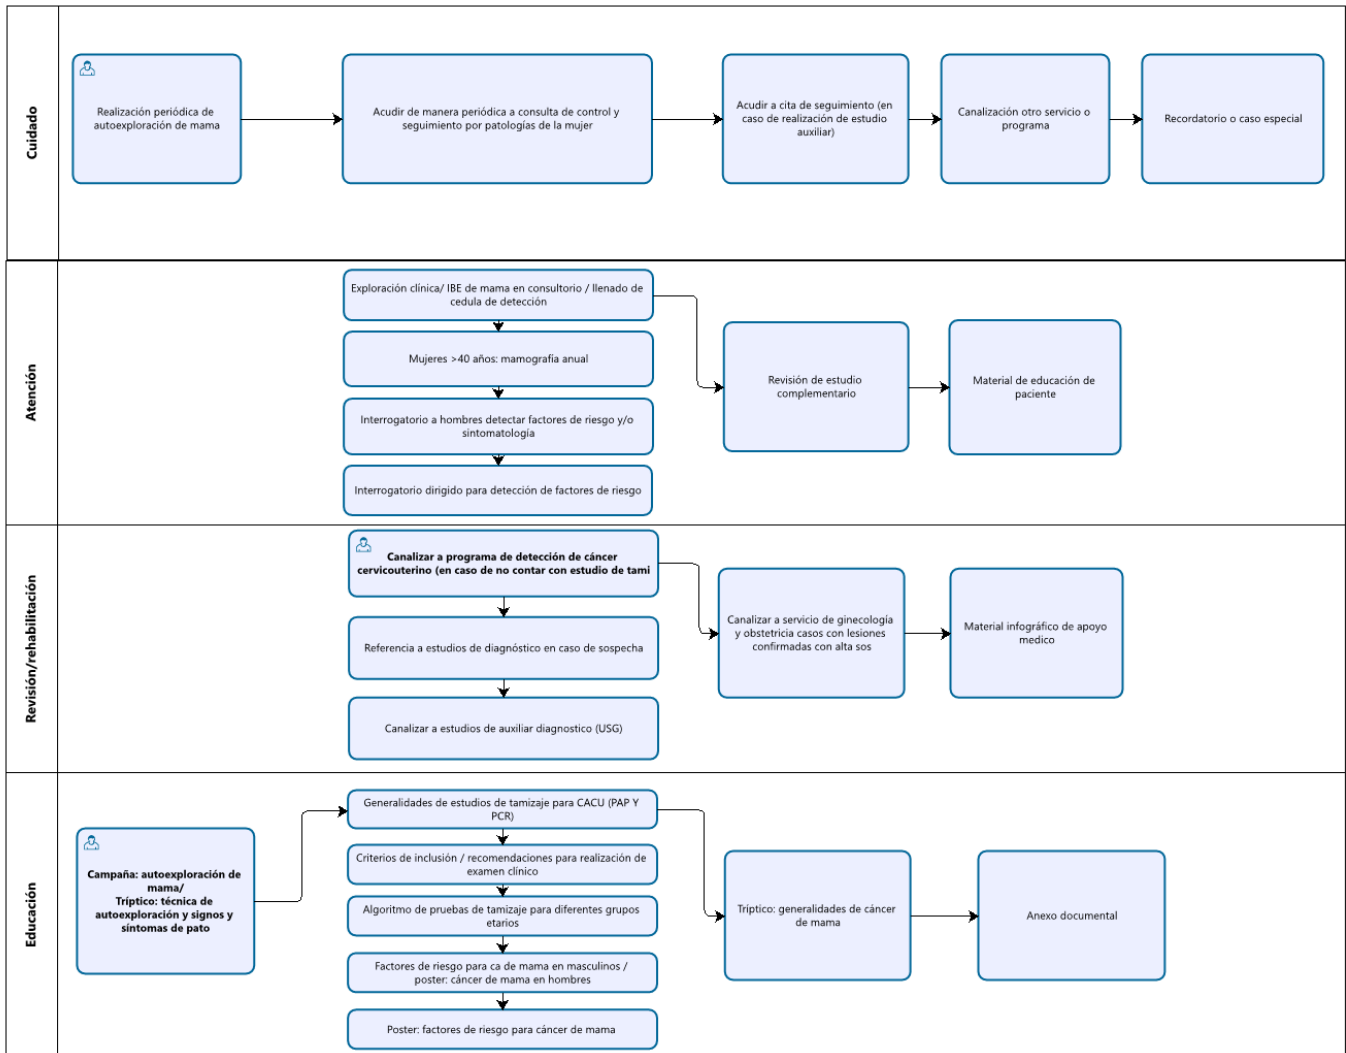 Cuidado
Realización periódica de
autoexploración de mama
Acudir de manera periódica a consulta de control y
seguimiento por patologías de la mujer
Acudir a cita de seguimiento (en
caso de realización de estudio
auxiliar)
Canalización otro servicio o
programa
Recordatorio o caso especial
Atención
Exploración clínica/ IBE de mama en consultorio / llenado de
cedula de detección
Mujeres >40 años: mamografía anual
Interrogatorio a hombres detectar factores de riesgo y/o
sintomatología
Interrogatorio dirigido para detección de factores de riesgo
Revisión de estudio
complementario
Material de educación de
paciente
Revisión/rehabilitación
Canalizar a programa de detección de cáncer
cervicouterino (en caso de no contar con estudio de tami
Referencia a estudios de diagnóstico en caso de sospecha
Canalizar a estudios de auxiliar diagnostico (USG)
Canalizar a servicio de ginecología
y obstetricia casos con lesiones
confirmadas con alta sos
Material infográfico de apoyo
medico
Educación
Campaña: autoexploración de
mama/
Tríptico: técnica de
autoexploración y signos y
síntomas de pato
Generalidades de estudios de tamizaje para CACU (PAP Y
PCR)
Criterios de inclusión / recomendaciones para realización de
examen clínico
Algoritmo de pruebas de tamizaje para diferentes grupos
etarios
Factores de riesgo para ca de mama en masculinos /
poster: cáncer de mama en hombres
Poster: factores de riesgo para cáncer de mama
Tríptico: generalidades de cáncer
de mama
Anexo documental